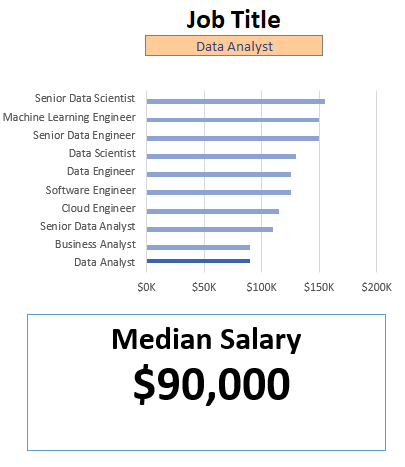 Job Title
Data Analyst
Senior Data Scientist
Machine Learning Engineer
Senior Data Engineer
Data Scientist
Data Engineer
Software Engineer
Cloud Engineer
Senior Data Analyst
Business Analyst
Data Analyst
$0K $50K $100K $150K $200K
Median Salary
$90,000